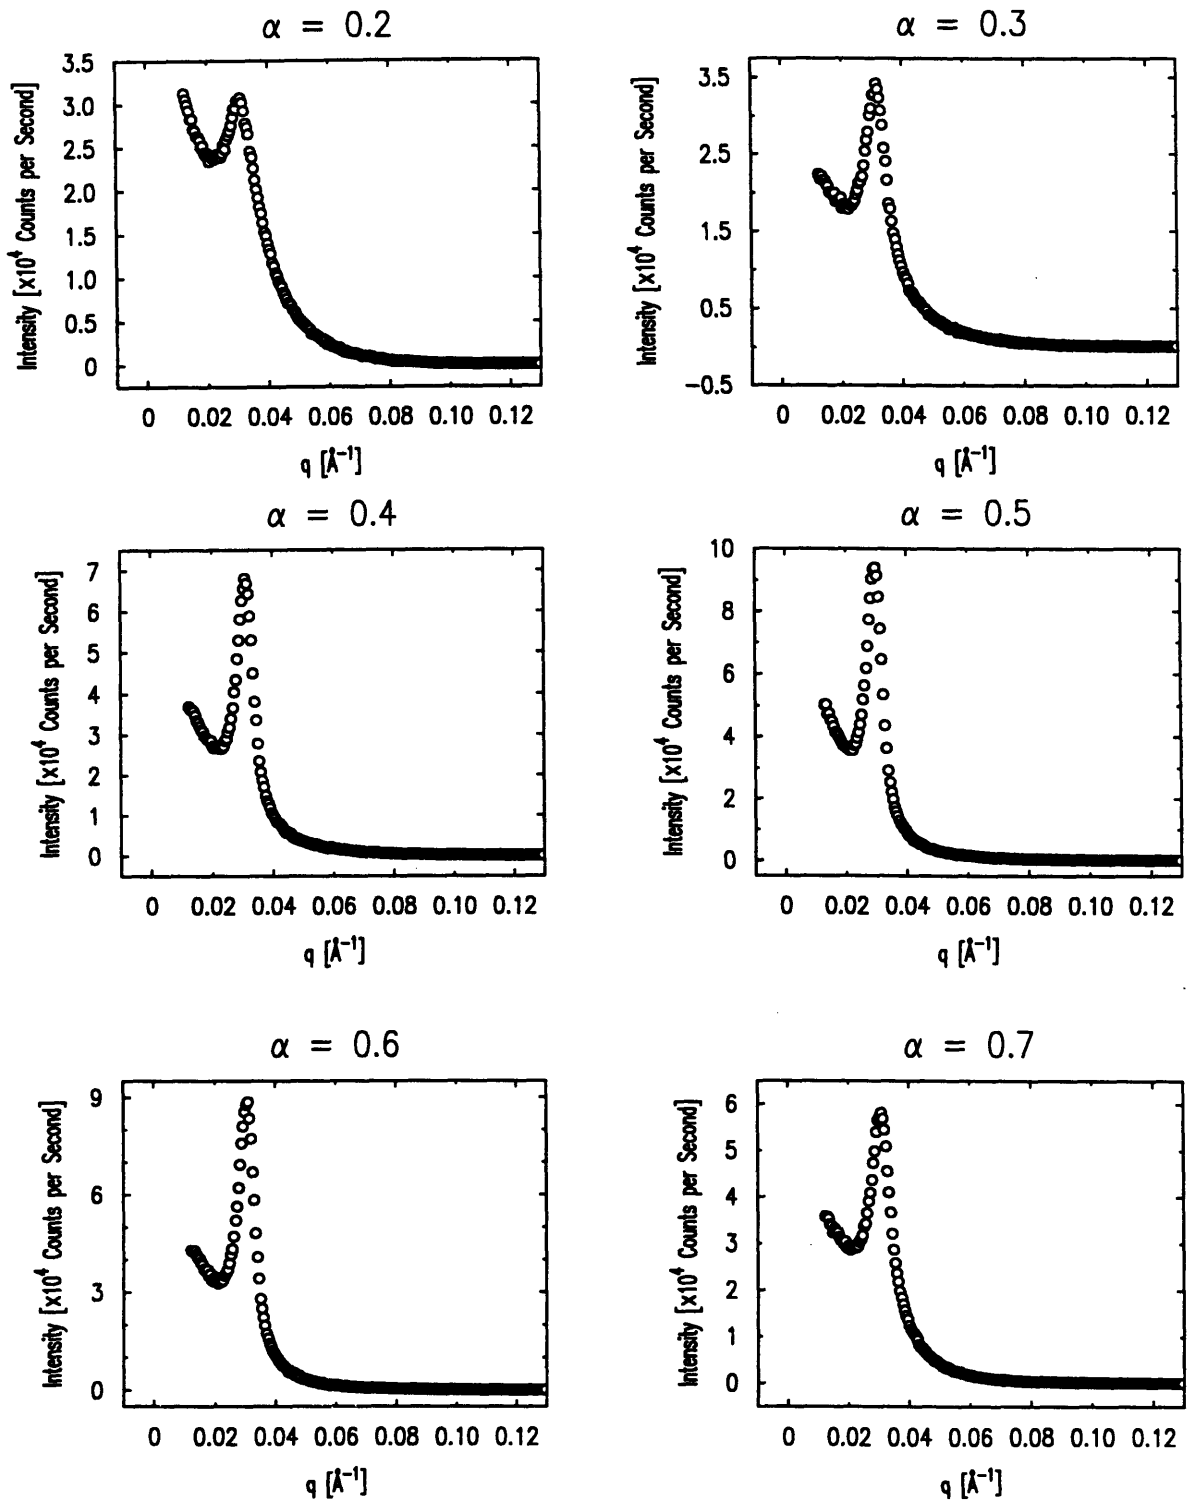 α = 0.2
Intensity [x10⁴ Counts per Second]
3.5
3.0
2.5
2.0
1.5
1.0
0.5
0
0 0.02 0.04 0.06 0.08 0.10 0.12
q [Å⁻¹]
α = 0.3
Intensity [x10⁴ Counts per Second]
3.5
2.5
1.5
0.5
−0.5
0 0.02 0.04 0.06 0.08 0.10 0.12
q [Å⁻¹]
α = 0.4
Intensity [x10⁴ Counts per Second]
7
6
5
4
3
2
1
0
0 0.02 0.04 0.06 0.08 0.10 0.12
q [Å⁻¹]
α = 0.5
Intensity [x10⁴ Counts per Second]
10
8
6
4
2
0
0 0.02 0.04 0.06 0.08 0.10 0.12
q [Å⁻¹]
α = 0.6
Intensity [x10⁴ Counts per Second]
9
6
3
0
0 0.02 0.04 0.06 0.08 0.10 0.12
q [Å⁻¹]
α = 0.7
Intensity [x10⁴ Counts per Second]
6
5
4
3
2
1
0
0 0.02 0.04 0.06 0.08 0.10 0.12
q [Å⁻¹]